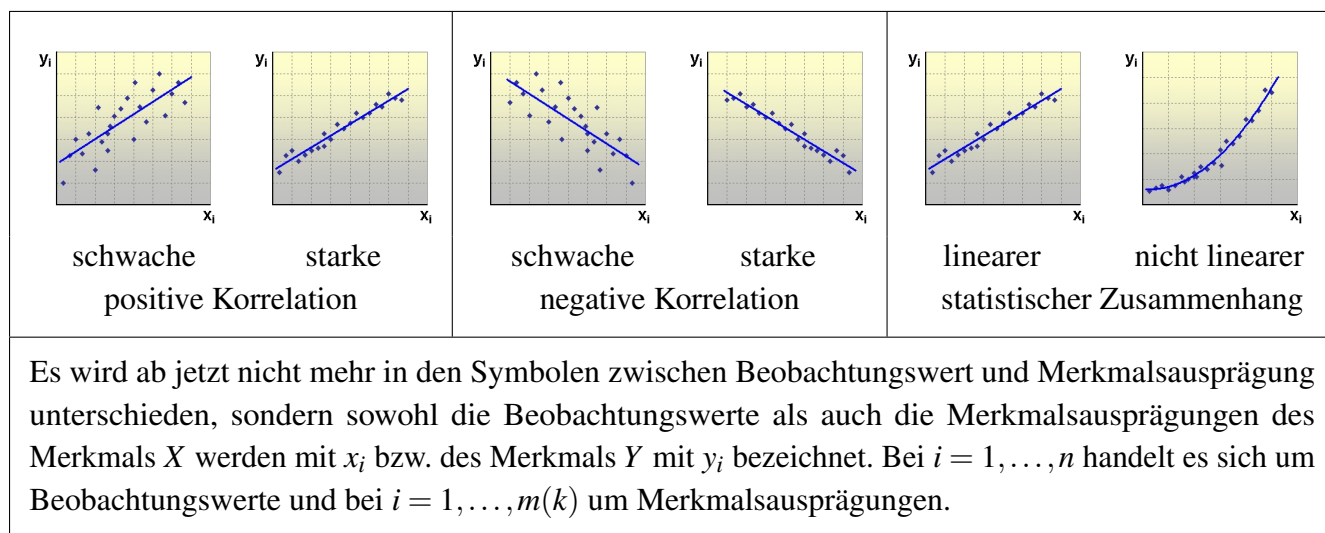 yᵢ yᵢ yᵢ yᵢ yᵢ yᵢ
xᵢ xᵢ xᵢ xᵢ xᵢ xᵢ
schwache starke schwache starke linearer nicht linearer
positive Korrelation negative Korrelation statistischer Zusammenhang
Es wird ab jetzt nicht mehr in den Symbolen zwischen Beobachtungswert und Merkmalsausprägung
unterschieden, sondern sowohl die Beobachtungswerte als auch die Merkmalsausprägungen des
Merkmals X werden mit xᵢ bzw. des Merkmals Y mit yᵢ bezeichnet. Bei i = 1,…,n handelt es sich um
Beobachtungswerte und bei i = 1,…,m(k) um Merkmalsausprägungen.